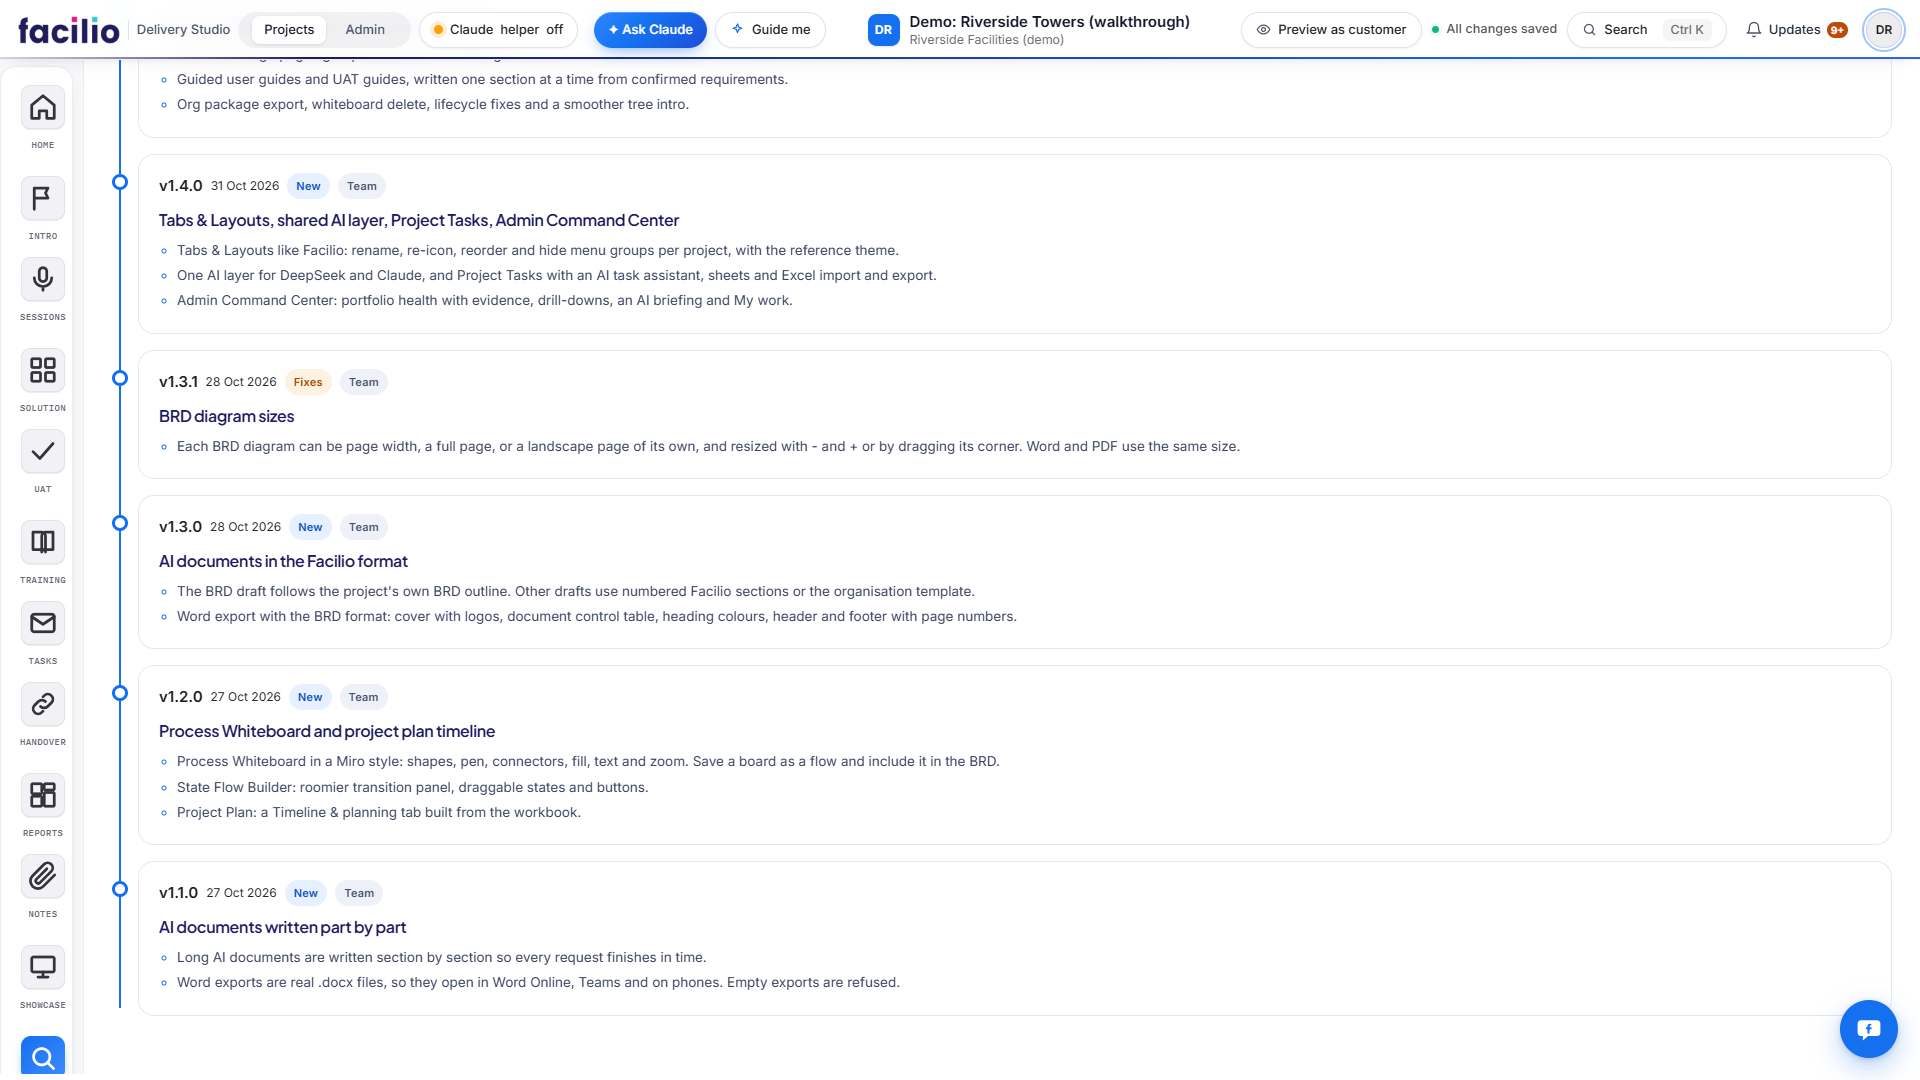 facilio
Delivery Studio
Projects
Admin
Claude helper off
Ask Claude
Guide me
DR
Demo: Riverside Towers (walkthrough)
Riverside Facilities (demo)
Preview as customer
All changes saved
Search
Ctrl K
Updates
9+
DR
HOME
INTRO
SESSIONS
SOLUTION
UAT
TRAINING
TASKS
HANDOVER
REPORTS
NOTES
SHOWCASE
Guided user guides and UAT guides, written one section at a time from confirmed requirements.
Org package export, whiteboard delete, lifecycle fixes and a smoother tree intro.
v1.4.0 31 Oct 2026 New Team
Tabs & Layouts, shared AI layer, Project Tasks, Admin Command Center
Tabs & Layouts like Facilio: rename, re-icon, reorder and hide menu groups per project, with the reference theme.
One AI layer for DeepSeek and Claude, and Project Tasks with an AI task assistant, sheets and Excel import and export.
Admin Command Center: portfolio health with evidence, drill-downs, an AI briefing and My work.
v1.3.1 28 Oct 2026 Fixes Team
BRD diagram sizes
Each BRD diagram can be page width, a full page, or a landscape page of its own, and resized with - and + or by dragging its corner. Word and PDF use the same size.
v1.3.0 28 Oct 2026 New Team
AI documents in the Facilio format
The BRD draft follows the project's own BRD outline. Other drafts use numbered Facilio sections or the organisation template.
Word export with the BRD format: cover with logos, document control table, heading colours, header and footer with page numbers.
v1.2.0 27 Oct 2026 New Team
Process Whiteboard and project plan timeline
Process Whiteboard in a Miro style: shapes, pen, connectors, fill, text and zoom. Save a board as a flow and include it in the BRD.
State Flow Builder: roomier transition panel, draggable states and buttons.
Project Plan: a Timeline & planning tab built from the workbook.
v1.1.0 27 Oct 2026 New Team
AI documents written part by part
Long AI documents are written section by section so every request finishes in time.
Word exports are real .docx files, so they open in Word Online, Teams and on phones. Empty exports are refused.